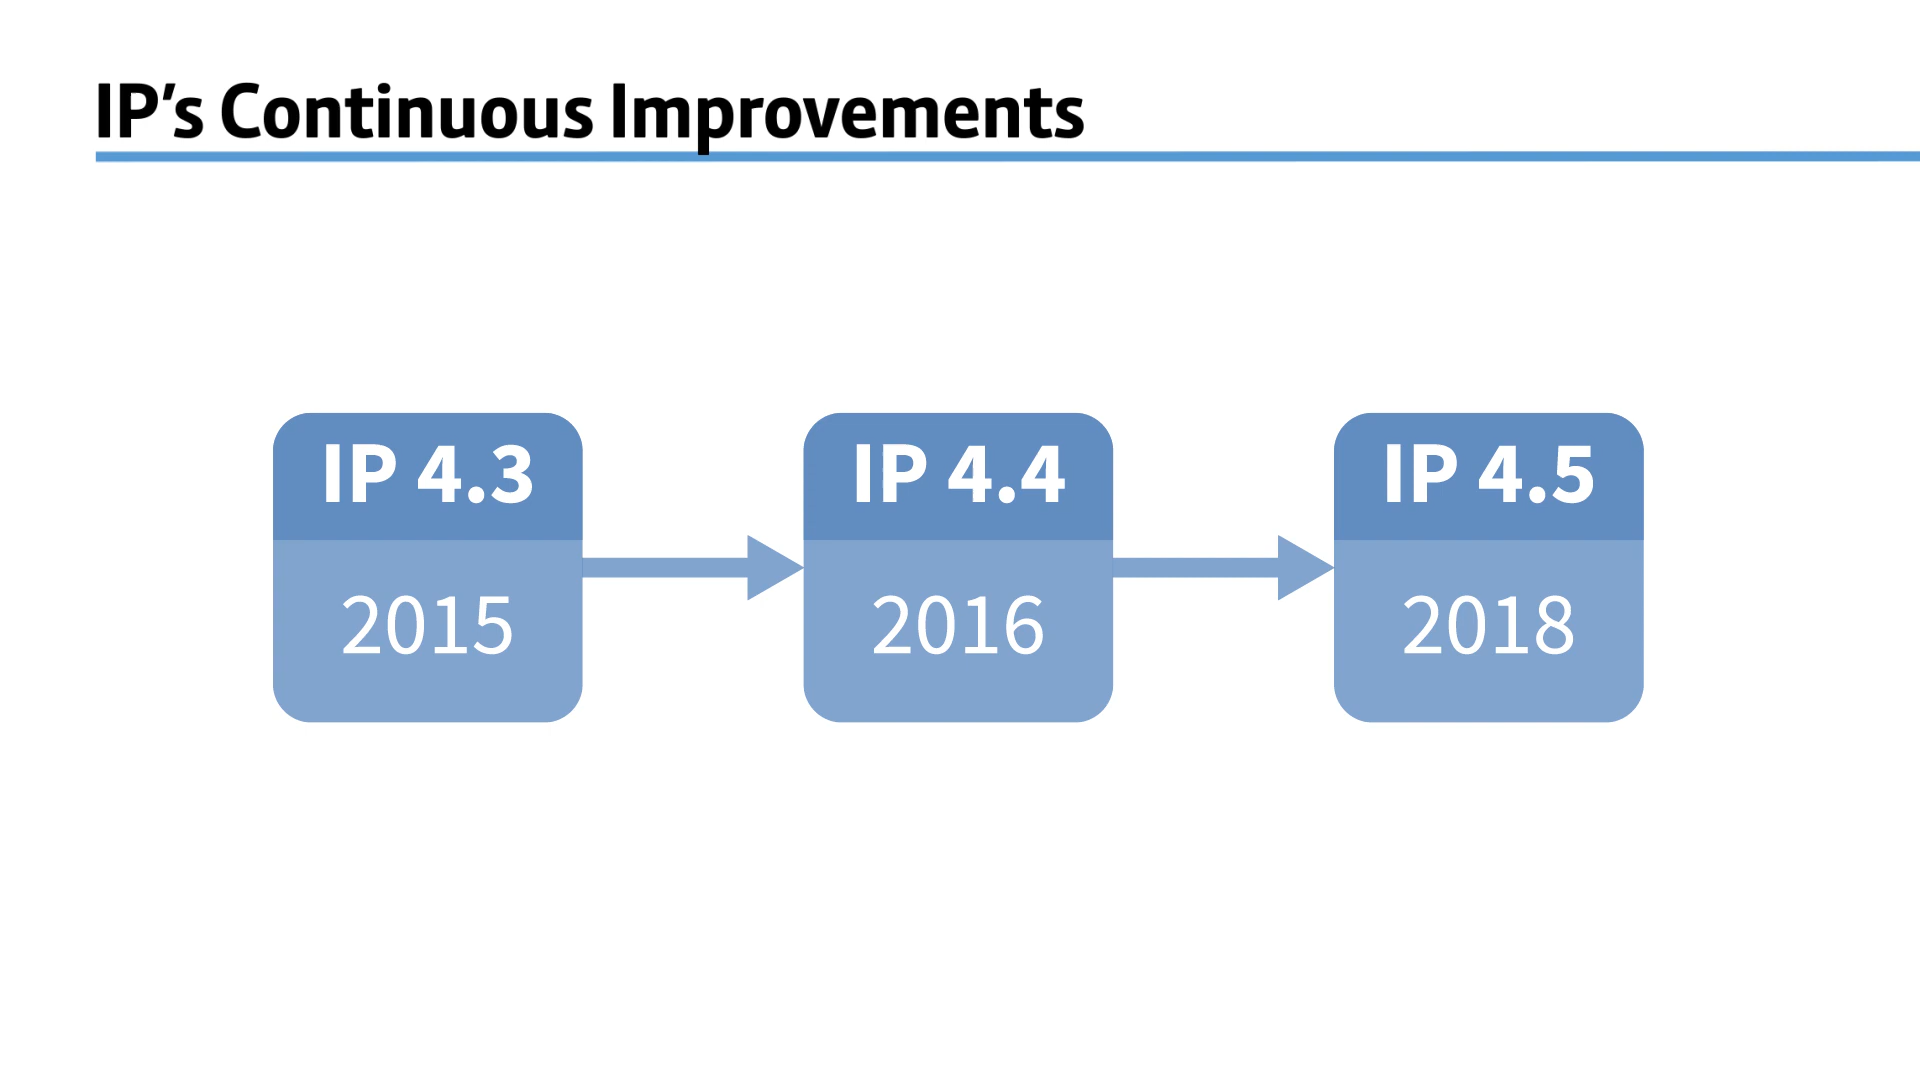 IP’s Continuous Improvements
IP 4.3
2015
IP 4.4
2016
IP 4.5
2018